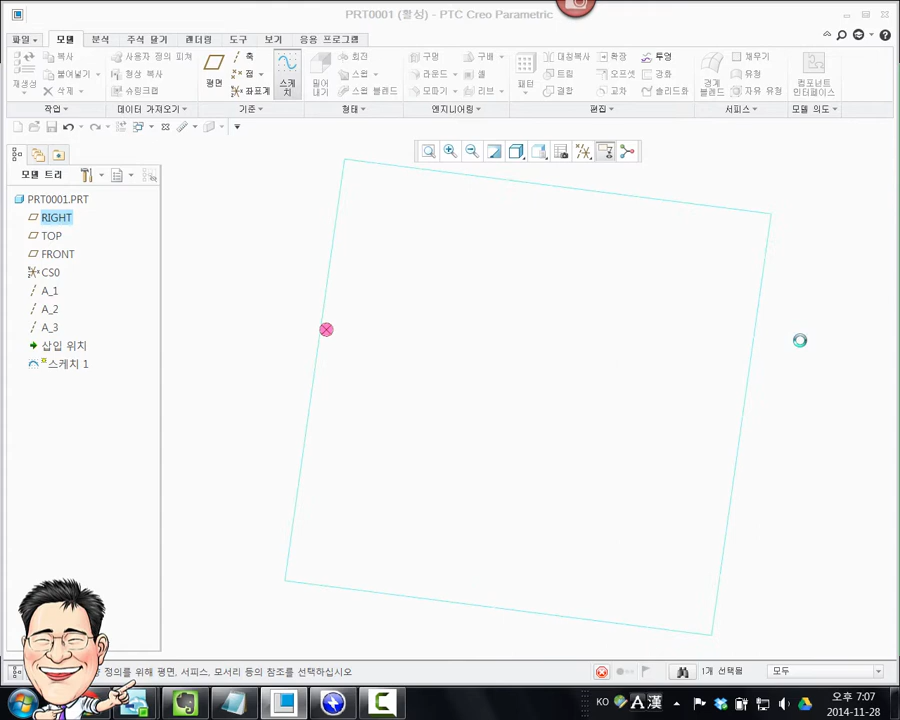 PRT0001 (활성) - PTC Creo Parametric
파일 모델 분석 주석 달기 렌더링 도구 보기 응용 프로그램
재생성 복사 붙여넣기 삭제
사용자 정의 피쳐 형상 복사 슈링크랩
평면 축 점 좌표계 스케치
밀어내기 회전 스윕 스윕 블렌드
구멍 라운드 모따기 구배 쉘 리브
패턴 대칭복사 트림 결합 확장 오프셋 교차 투영 강화 솔리드화
경계 블렌드 채우기 유형 자유 유형
컴포넌트 인터페이스
작업 데이터 가져오기 기준 형태 엔지니어링 편집 서피스 모델 의도
모델 트리
PRT0001.PRT
RIGHT
TOP
FRONT
CS0
A_1
A_2
A_3
삽입 위치
스케치 1
정의를 위해 평면, 서피스, 모서리 등의 참조를 선택하십시오
1개 선택됨 모두
KO A 漢
오후 7:07
2014-11-28